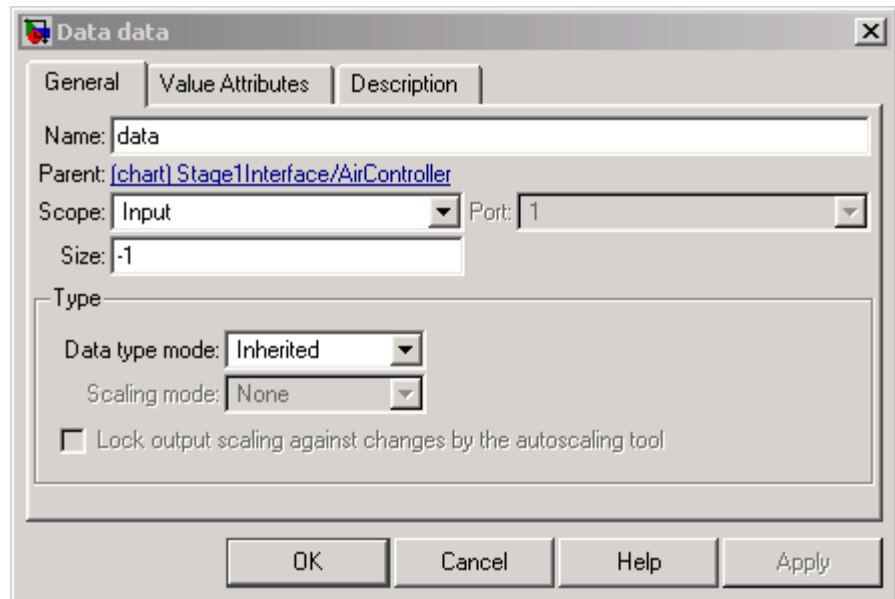 Data data
General Value Attributes Description
Name: data
Parent: (chart) Stage1Interface/AirController
Scope: Input Port: 1
Size: -1
Type
Data type mode: Inherited
Scaling mode: None
Lock output scaling against changes by the autoscaling tool
OK Cancel Help Apply